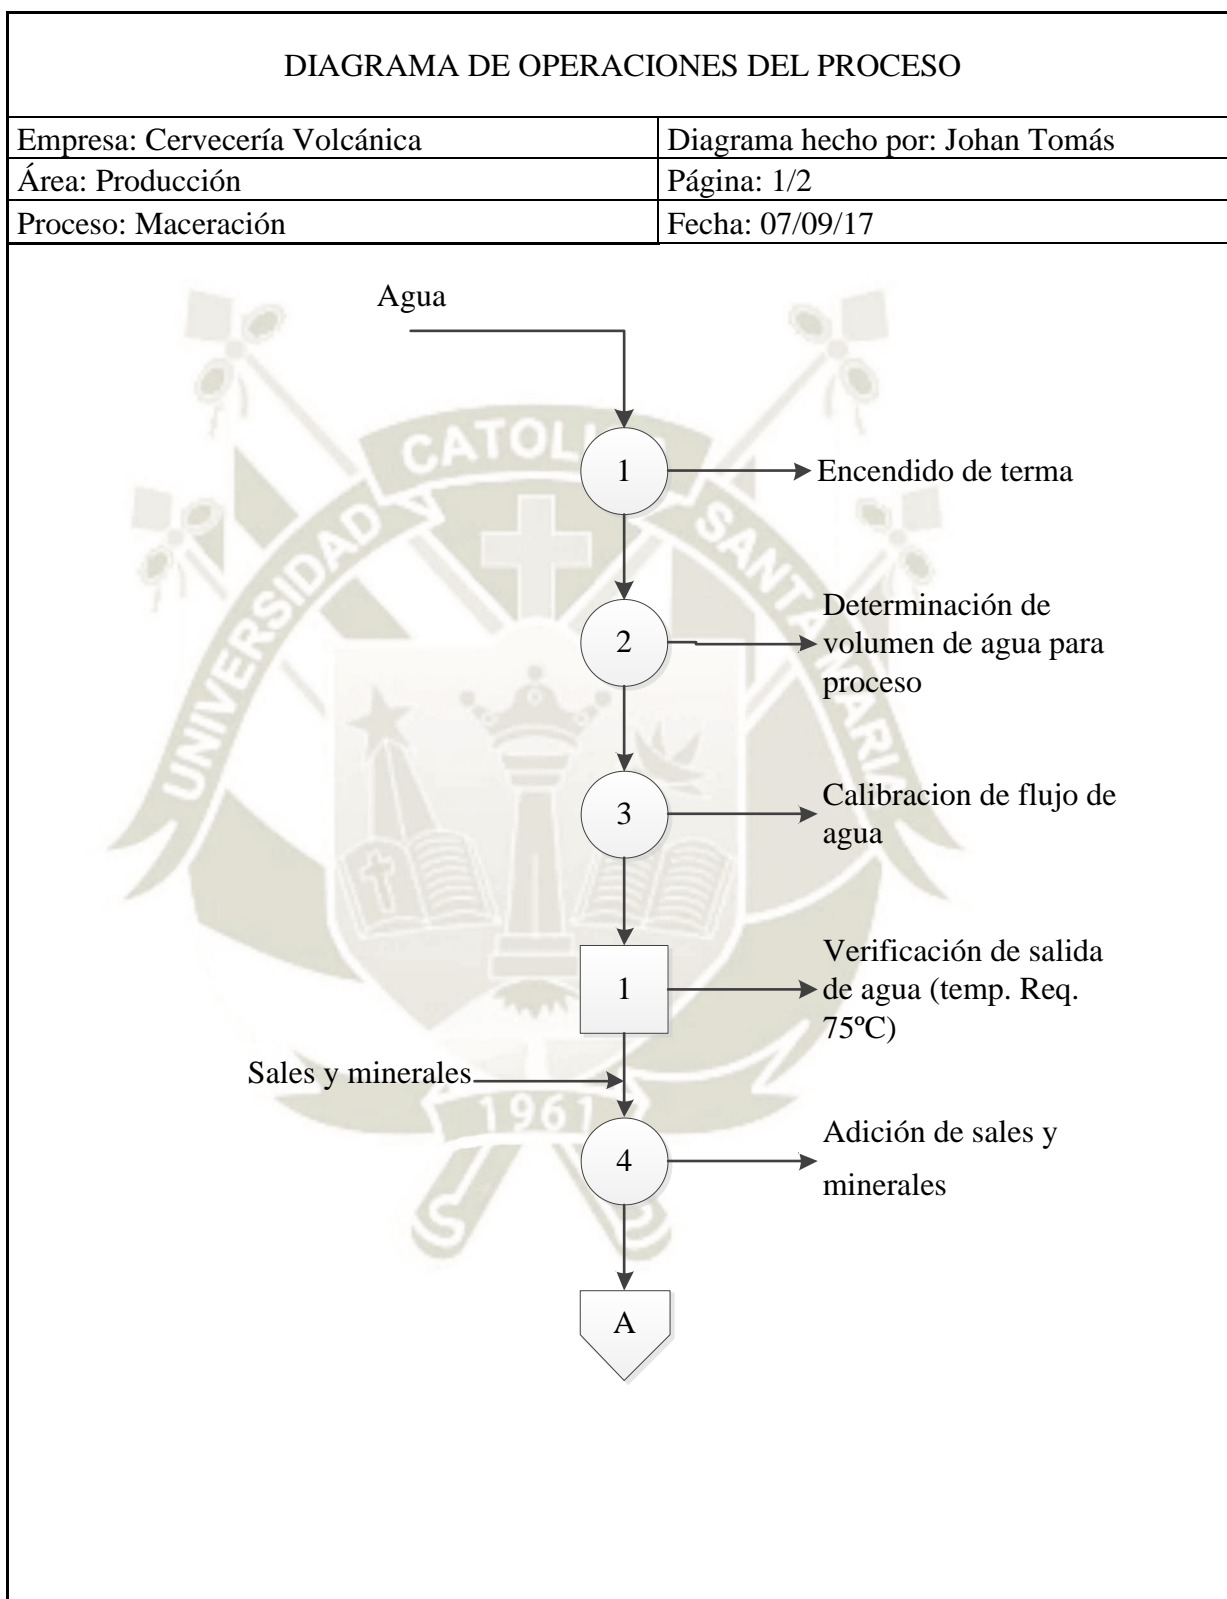 DIAGRAMA DE OPERACIONES DEL PROCESO
Empresa: Cervecería Volcánica
Diagrama hecho por: Johan Tomás
Área: Producción
Página: 1/2
Proceso: Maceración
Fecha: 07/09/17
Agua
1
Encendido de terma
2
Determinación de
volumen de agua para
proceso
3
Calibracion de flujo de
agua
1
Verificación de salida
de agua (temp. Req.
75ºC)
Sales y minerales
4
Adición de sales y
minerales
A
UNIVERSIDAD
SANTA MARIA
1961